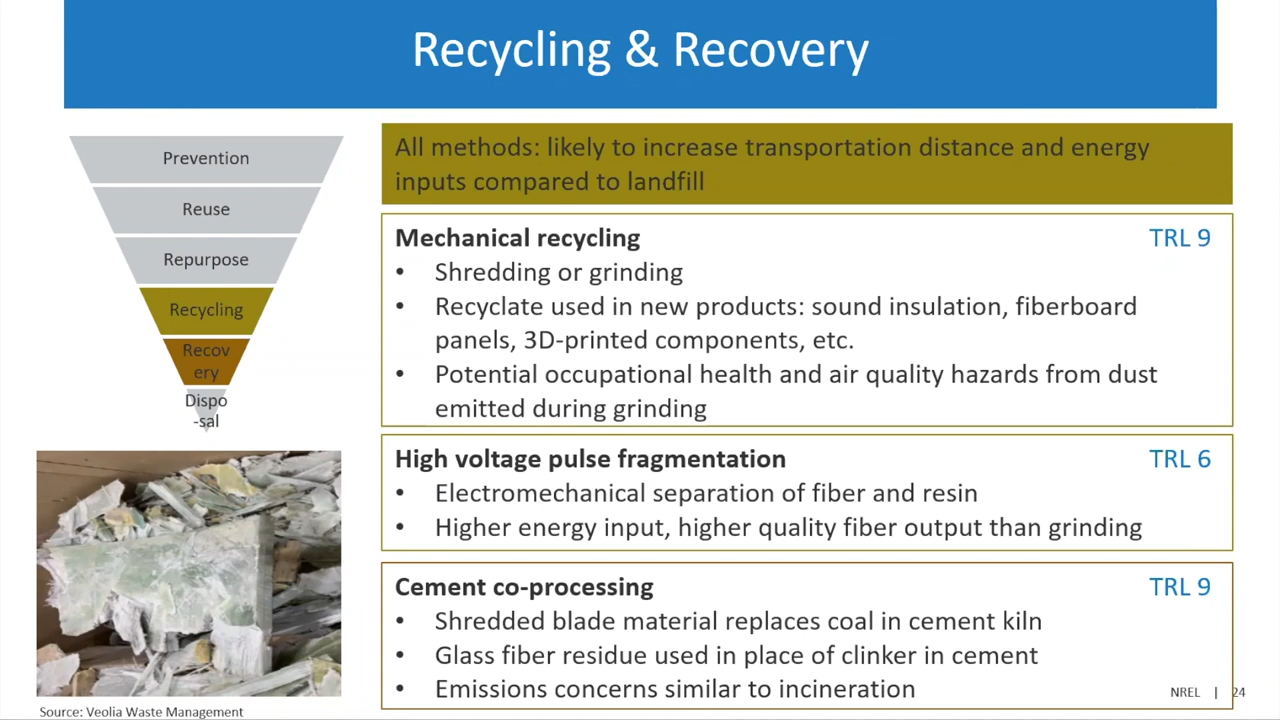 Recycling & Recovery
Prevention
Reuse
Repurpose
Recycling
Recov
ery
Dispo
-sal
Source: Veolia Waste Management
All methods: likely to increase transportation distance and energy
inputs compared to landfill
Mechanical recycling TRL 9
• Shredding or grinding
• Recyclate used in new products: sound insulation, fiberboard
panels, 3D-printed components, etc.
• Potential occupational health and air quality hazards from dust
emitted during grinding
High voltage pulse fragmentation TRL 6
• Electromechanical separation of fiber and resin
• Higher energy input, higher quality fiber output than grinding
Cement co-processing TRL 9
• Shredded blade material replaces coal in cement kiln
• Glass fiber residue used in place of clinker in cement
• Emissions concerns similar to incineration
NREL | 24